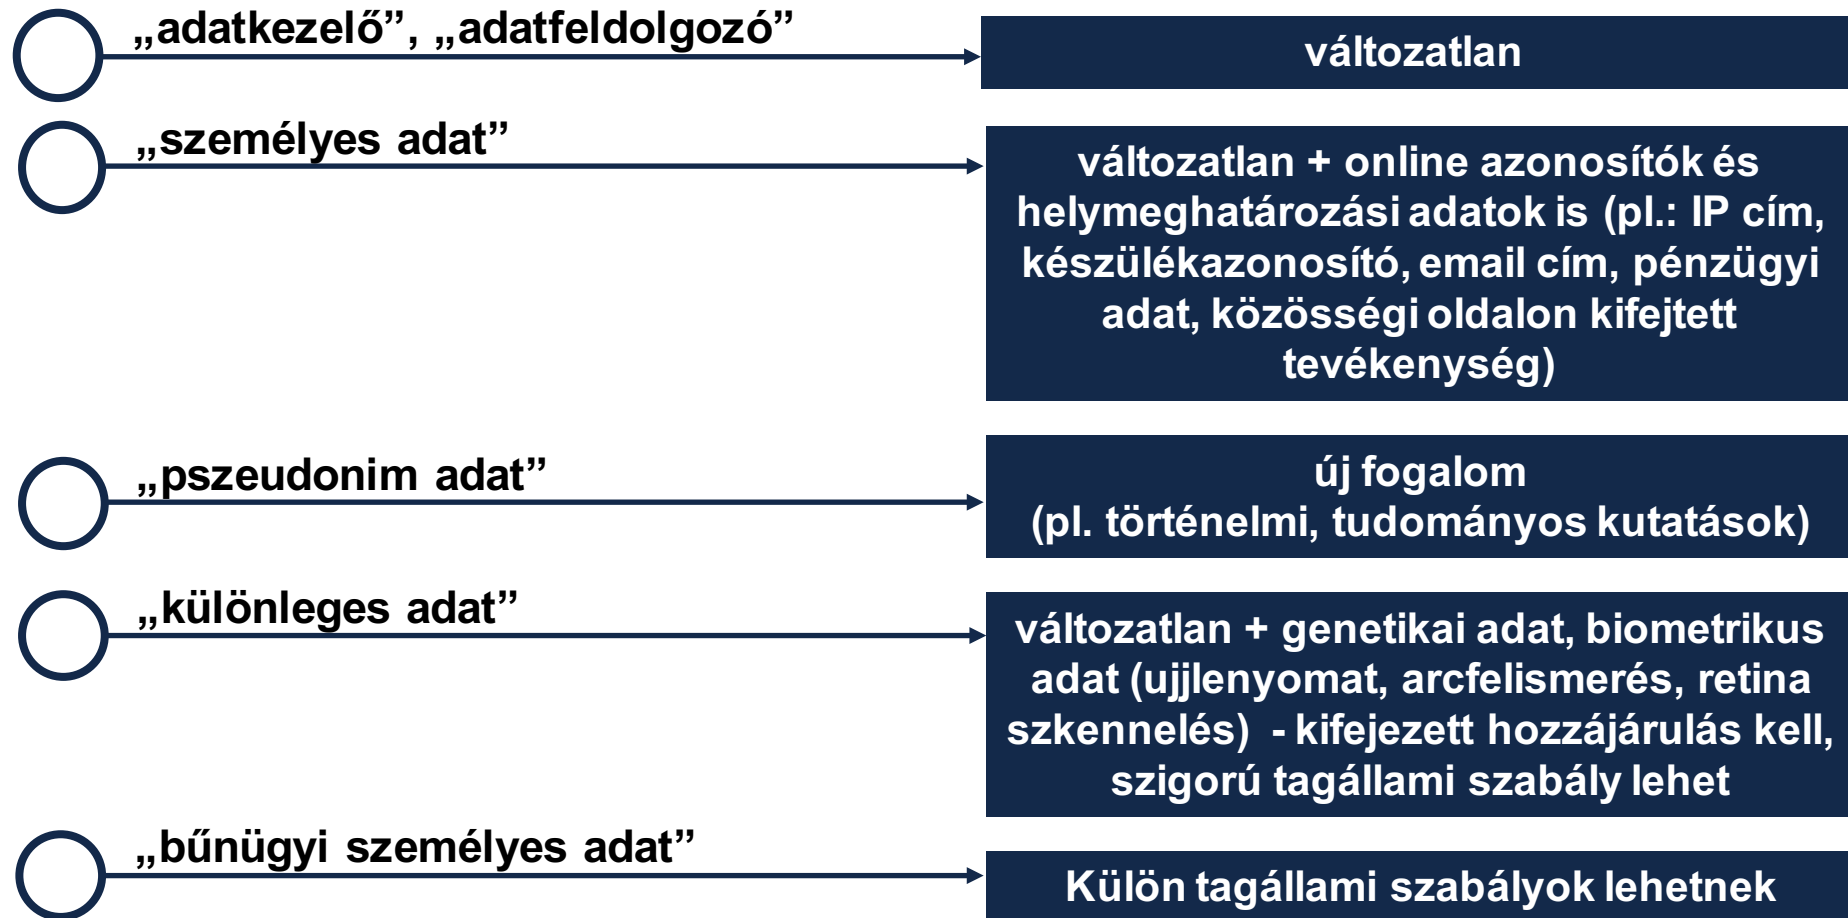 „adatkezelő”, „adatfeldolgozó”
változatlan
„személyes adat”
változatlan + online azonosítók és
helymeghatározási adatok is (pl.: IP cím,
készülékazonosító, email cím, pénzügyi
adat, közösségi oldalon kifejtett
tevékenység)
„pszeudonim adat”
új fogalom
(pl. történelmi, tudományos kutatások)
„különleges adat”
változatlan + genetikai adat, biometrikus
adat (ujjlenyomat, arcfelismerés, retina
szkennelés) - kifejezett hozzájárulás kell,
szigorú tagállami szabály lehet
„bűnügyi személyes adat”
Külön tagállami szabályok lehetnek